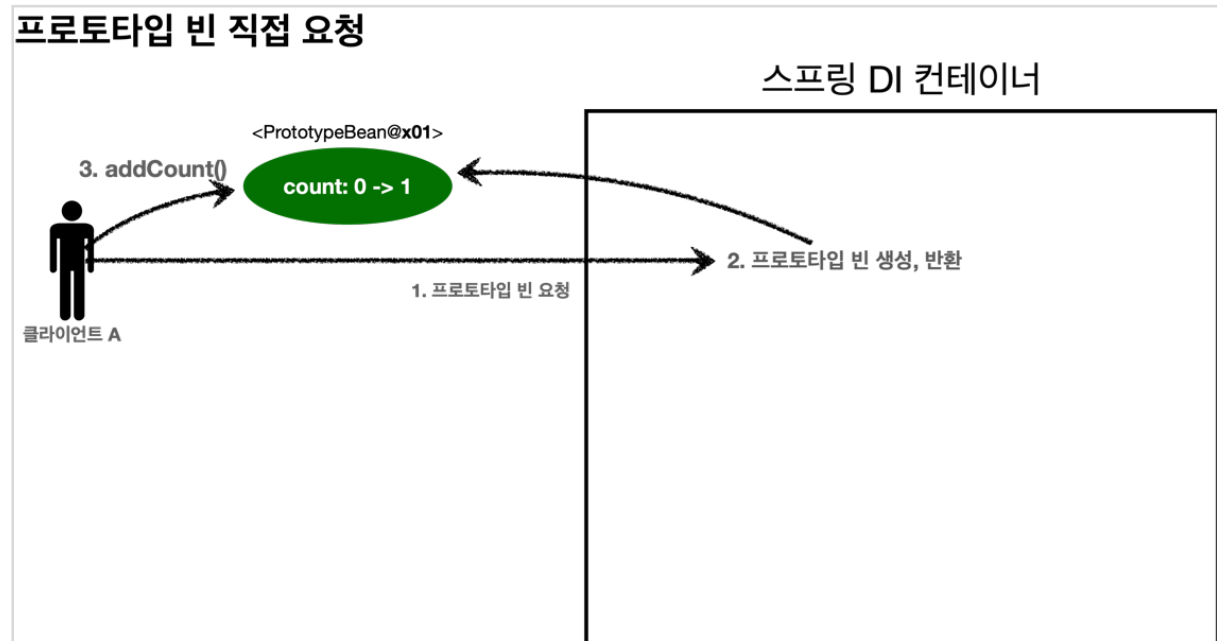 프로토타입 빈 직접 요청
스프링 DI 컨테이너
<PrototypeBean@x01>
3. addCount()
count: 0 -> 1
2. 프로토타입 빈 생성, 반환
1. 프로토타입 빈 요청
클라이언트 A